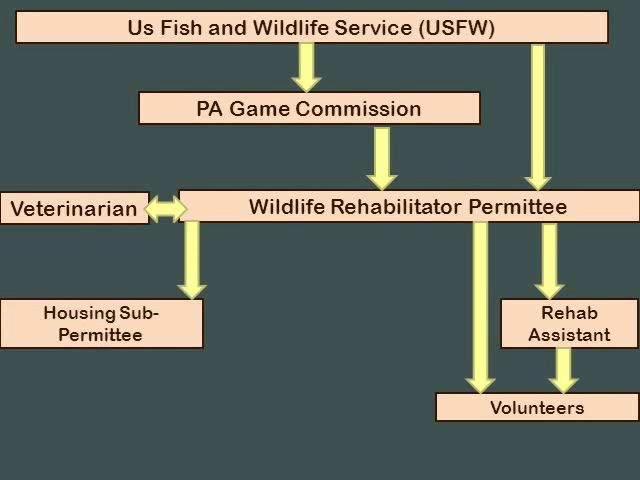 Us Fish and Wildlife Service (USFW)
PA Game Commission
Veterinarian
Wildlife Rehabilitator Permittee
Housing Sub-
Permittee
Rehab
Assistant
Volunteers